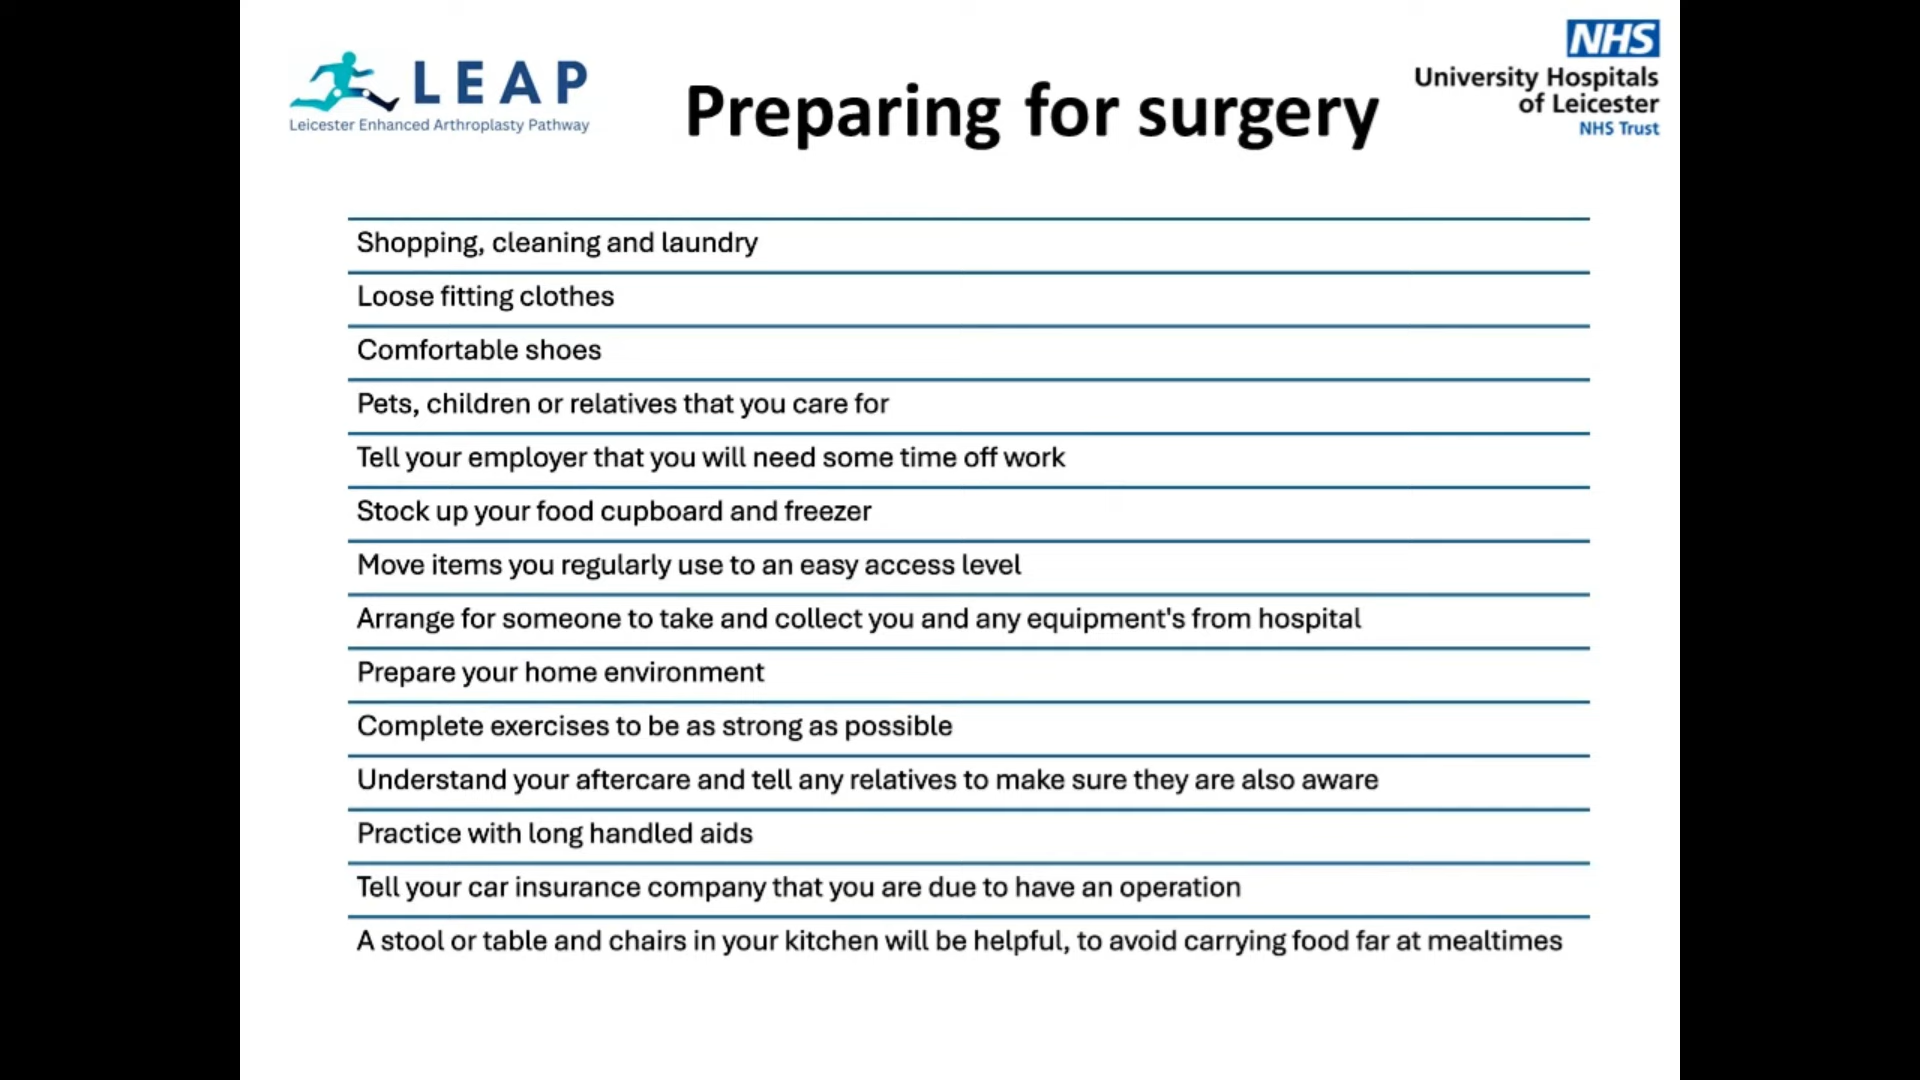 LEAP
Leicester Enhanced Arthroplasty Pathway
Preparing for surgery
NHS
University Hospitals
of Leicester
NHS Trust
Shopping, cleaning and laundry
Loose fitting clothes
Comfortable shoes
Pets, children or relatives that you care for
Tell your employer that you will need some time off work
Stock up your food cupboard and freezer
Move items you regularly use to an easy access level
Arrange for someone to take and collect you and any equipment's from hospital
Prepare your home environment
Complete exercises to be as strong as possible
Understand your aftercare and tell any relatives to make sure they are also aware
Practice with long handled aids
Tell your car insurance company that you are due to have an operation
A stool or table and chairs in your kitchen will be helpful, to avoid carrying food far at mealtimes